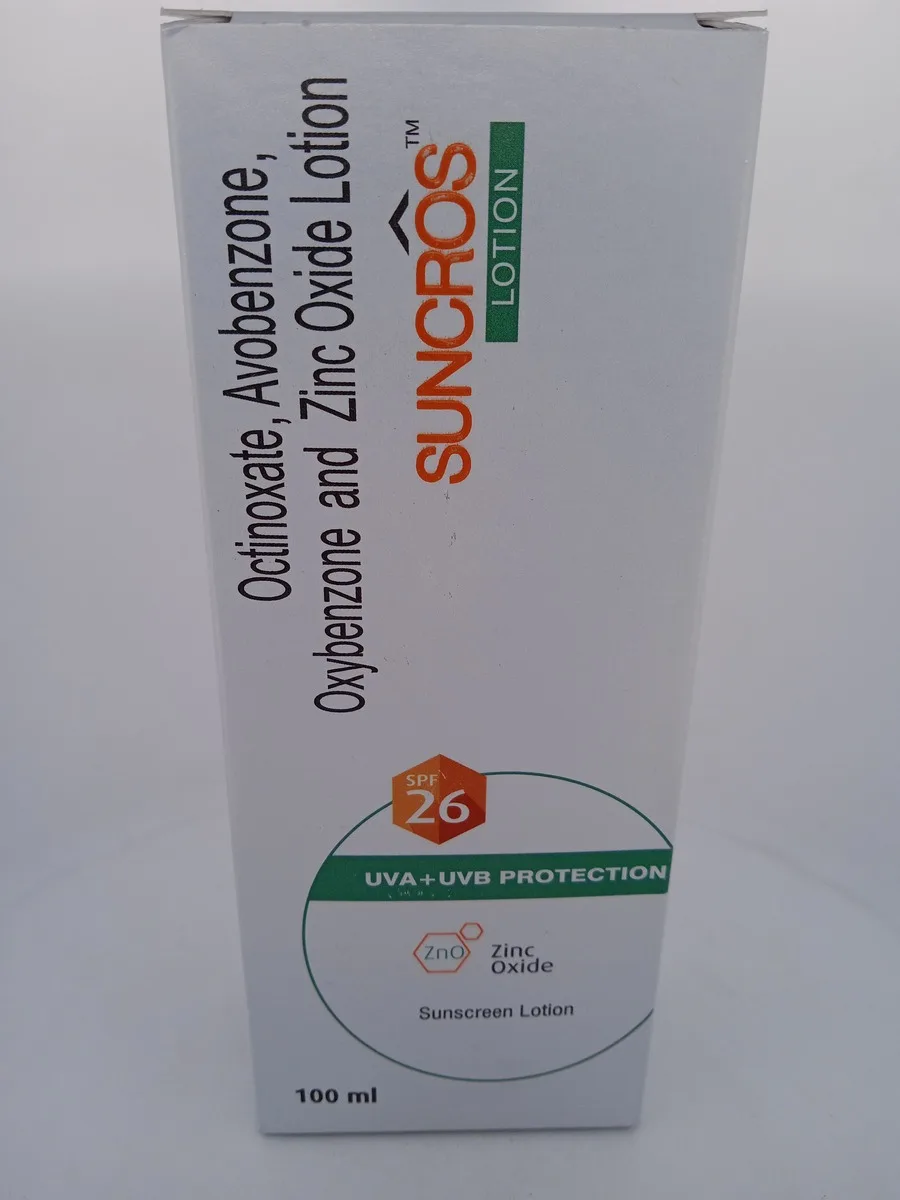 Octinoxate, Avobenzone,
Oxybenzone and Zinc Oxide Lotion
SUNCRÔS™
LOTION
SPF
26
UVA+UVB PROTECTION
ZnO
Zinc
Oxide
Sunscreen Lotion
100 ml